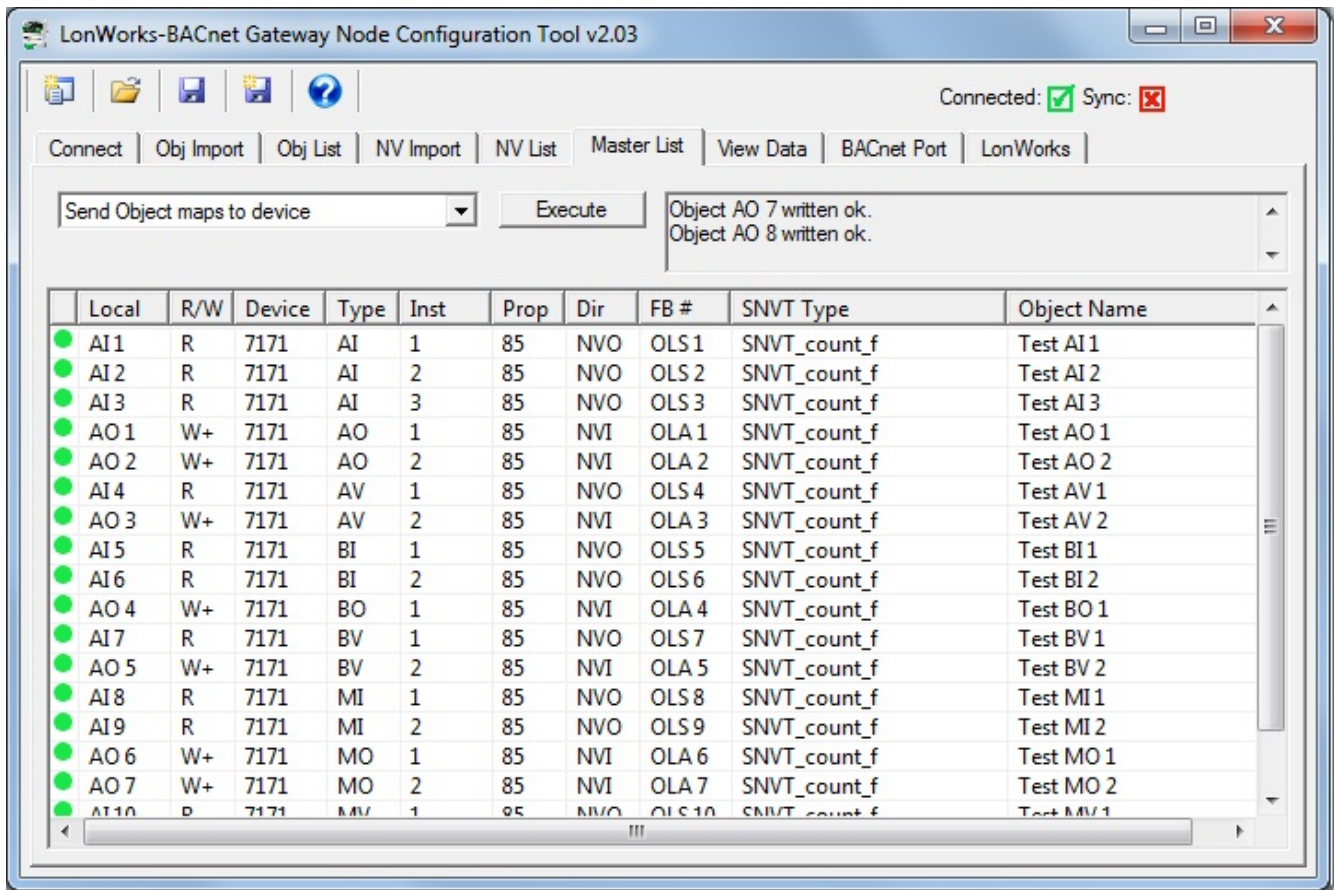 LonWorks-BACnet Gateway Node Configuration Tool v2.03
Connected: Sync:
Connect Obj Import Obj List NV Import NV List Master List View Data BACnet Port LonWorks
Send Object maps to device Execute Object AO 7 written ok.
Object AO 8 written ok.
Local R/W Device Type Inst Prop Dir FB # SNVT Type Object Name
AI 1 R 7171 AI 1 85 NVO OLS 1 SNVT_count_f Test AI 1
AI 2 R 7171 AI 2 85 NVO OLS 2 SNVT_count_f Test AI 2
AI 3 R 7171 AI 3 85 NVO OLS 3 SNVT_count_f Test AI 3
AO 1 W+ 7171 AO 1 85 NVI OLA 1 SNVT_count_f Test AO 1
AO 2 W+ 7171 AO 2 85 NVI OLA 2 SNVT_count_f Test AO 2
AI 4 R 7171 AV 1 85 NVO OLS 4 SNVT_count_f Test AV 1
AO 3 W+ 7171 AV 2 85 NVI OLA 3 SNVT_count_f Test AV 2
AI 5 R 7171 BI 1 85 NVO OLS 5 SNVT_count_f Test BI 1
AI 6 R 7171 BI 2 85 NVO OLS 6 SNVT_count_f Test BI 2
AO 4 W+ 7171 BO 1 85 NVI OLA 4 SNVT_count_f Test BO 1
AI 7 R 7171 BV 1 85 NVO OLS 7 SNVT_count_f Test BV 1
AO 5 W+ 7171 BV 2 85 NVI OLA 5 SNVT_count_f Test BV 2
AI 8 R 7171 MI 1 85 NVO OLS 8 SNVT_count_f Test MI 1
AI 9 R 7171 MI 2 85 NVO OLS 9 SNVT_count_f Test MI 2
AO 6 W+ 7171 MO 1 85 NVI OLA 6 SNVT_count_f Test MO 1
AO 7 W+ 7171 MO 2 85 NVI OLA 7 SNVT_count_f Test MO 2
AI 10 R 7171 MV 1 85 NVO OLS 10 SNVT_count_f Test MV 1